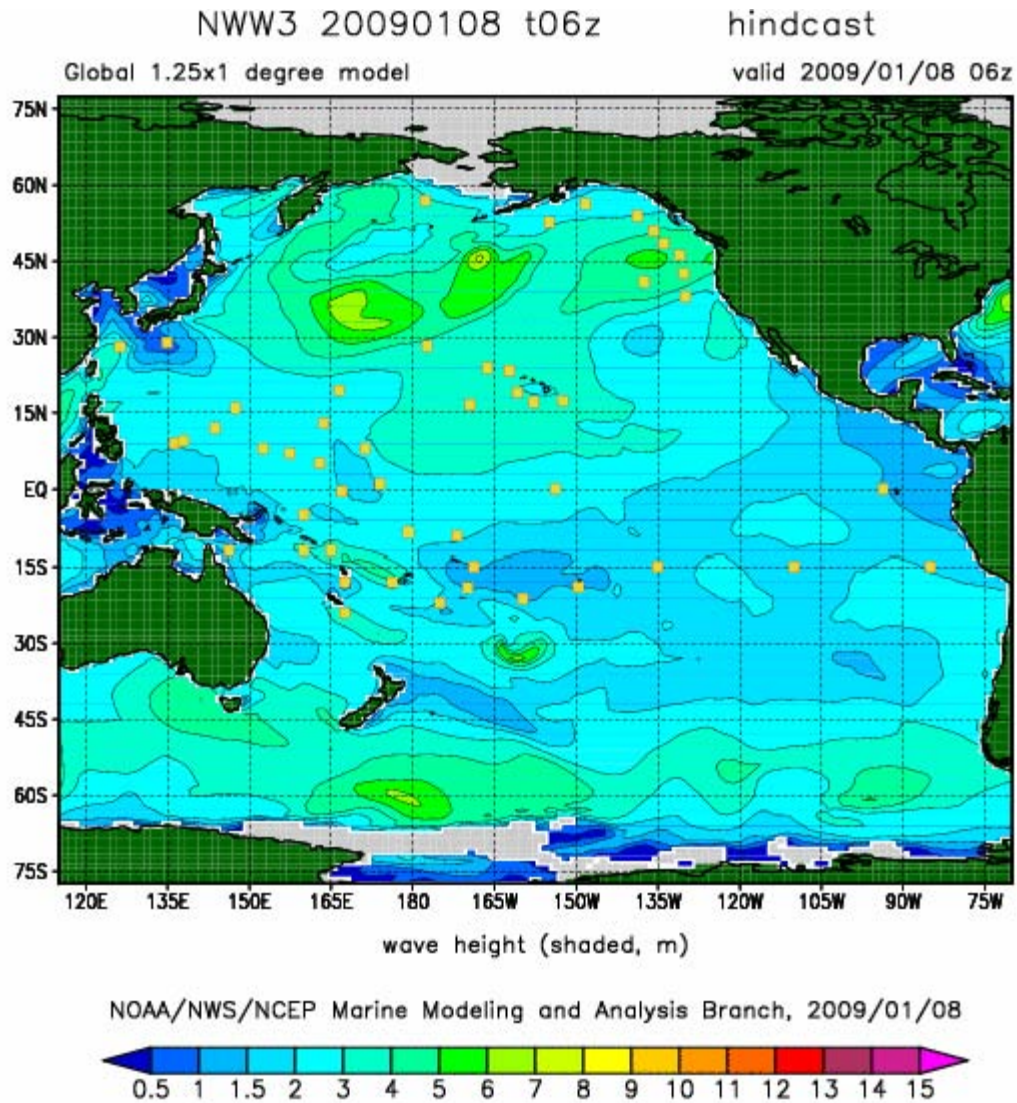 NWW3 20090108 t06z hindcast
Global 1.25x1 degree model valid 2009/01/08 06z
75N
60N
45N
30N
15N
EQ
15S
30S
45S
60S
75S
120E 135E 150E 165E 180 165W 150W 135W 120W 105W 90W 75W
wave height (shaded, m)
NOAA/NWS/NCEP Marine Modeling and Analysis Branch, 2009/01/08
0.5 1 1.5 2 3 4 5 6 7 8 9 10 11 12 13 14 15